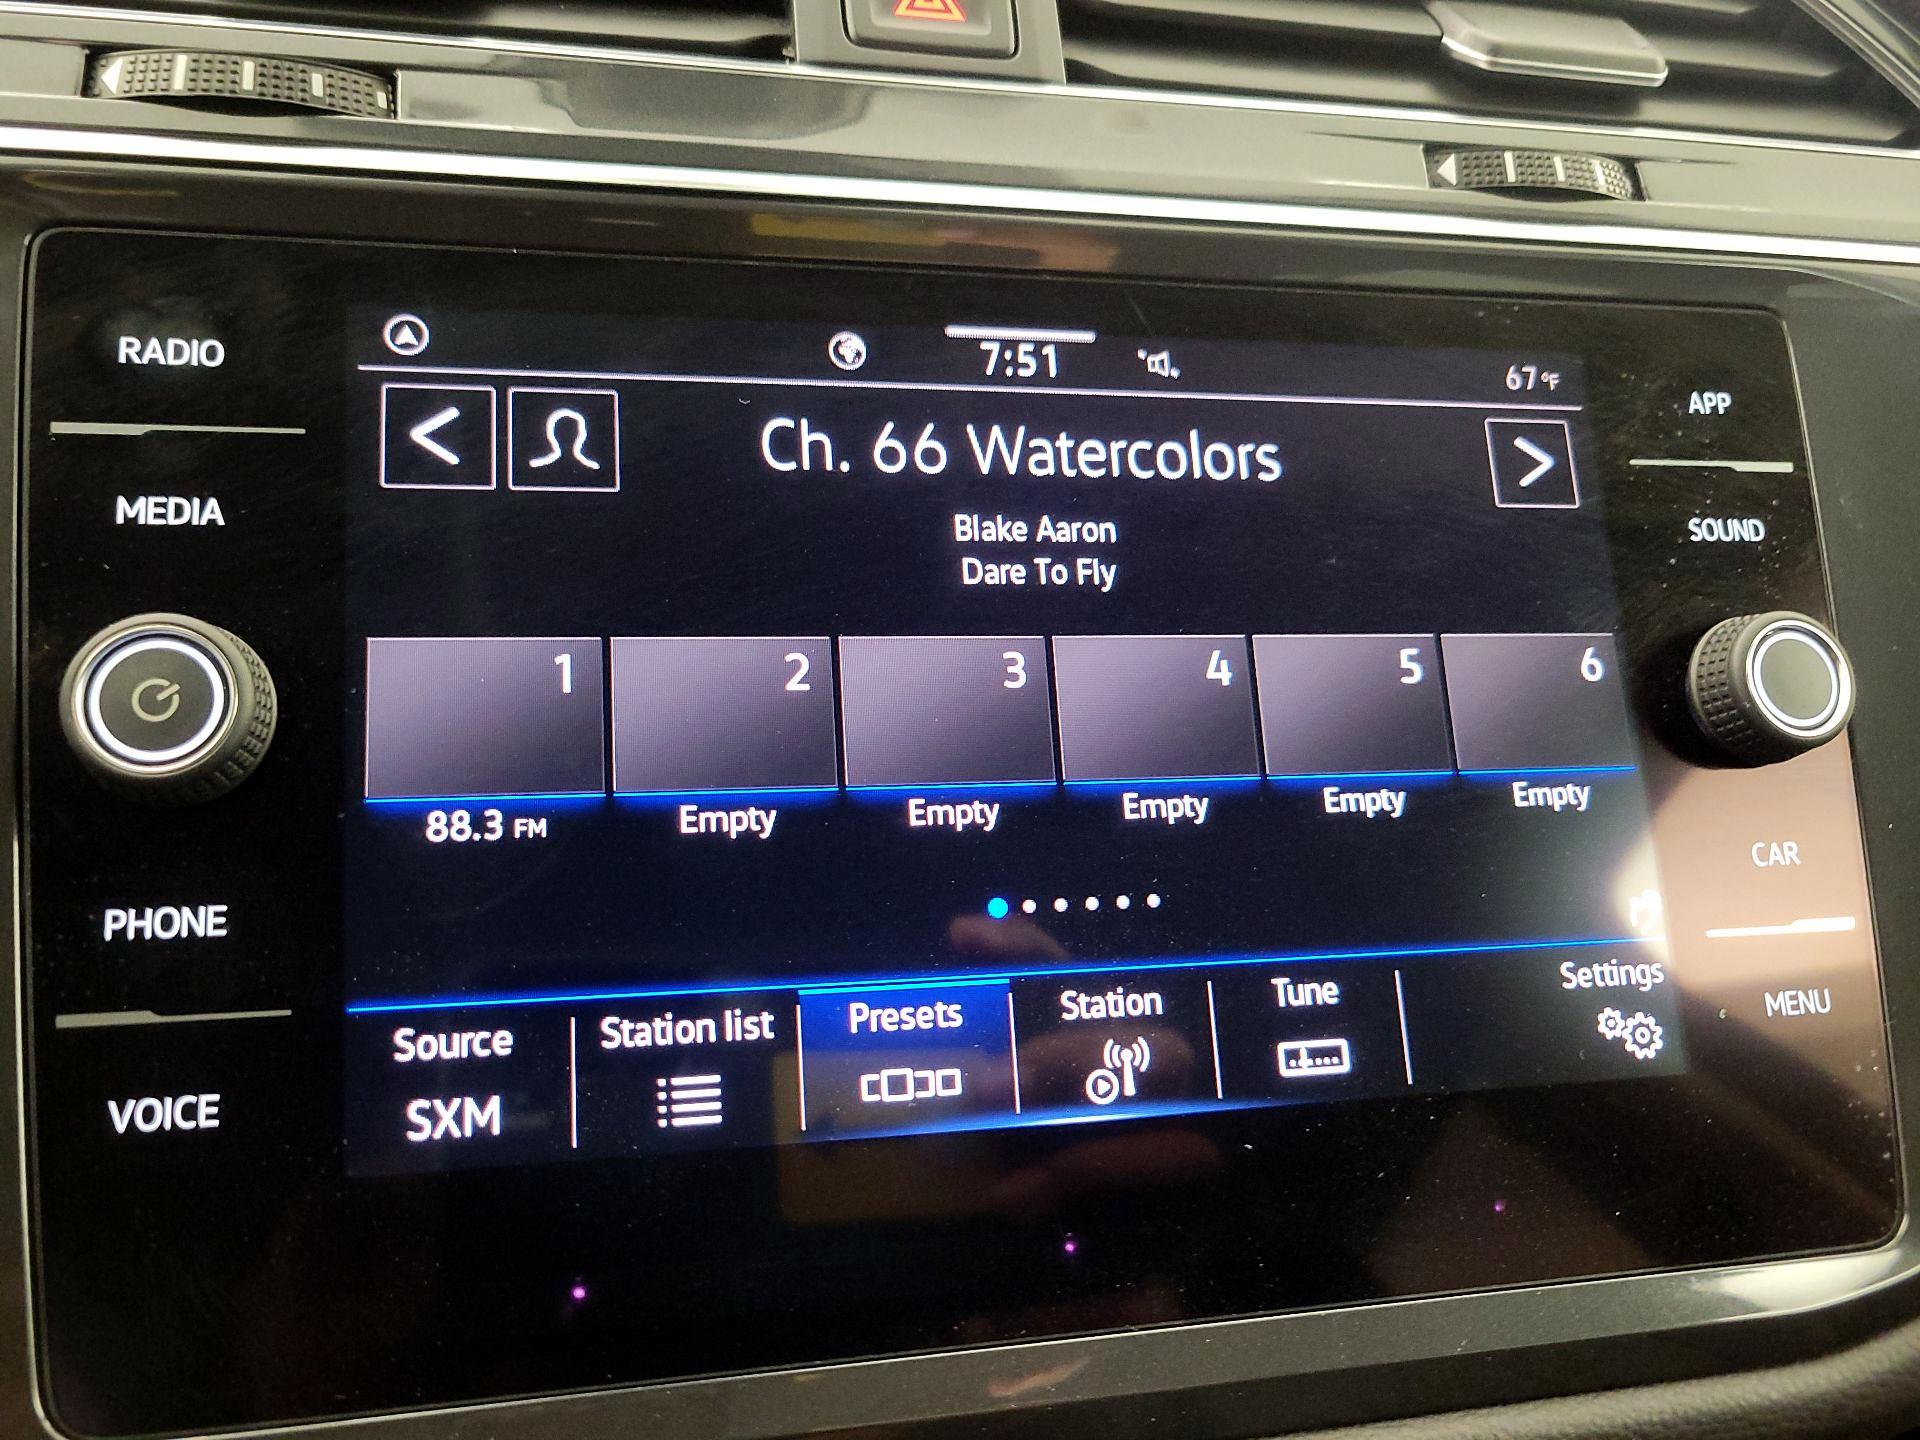 RADIO
MEDIA
PHONE
VOICE
7:51
67°F
Ch. 66 Watercolors
Blake Aaron
Dare To Fly
1
2
3
4
5
6
88.3 FM
Empty
Empty
Empty
Empty
Empty
Source
SXM
Station list
Presets
Station
Tune
Settings
APP
SOUND
CAR
MENU